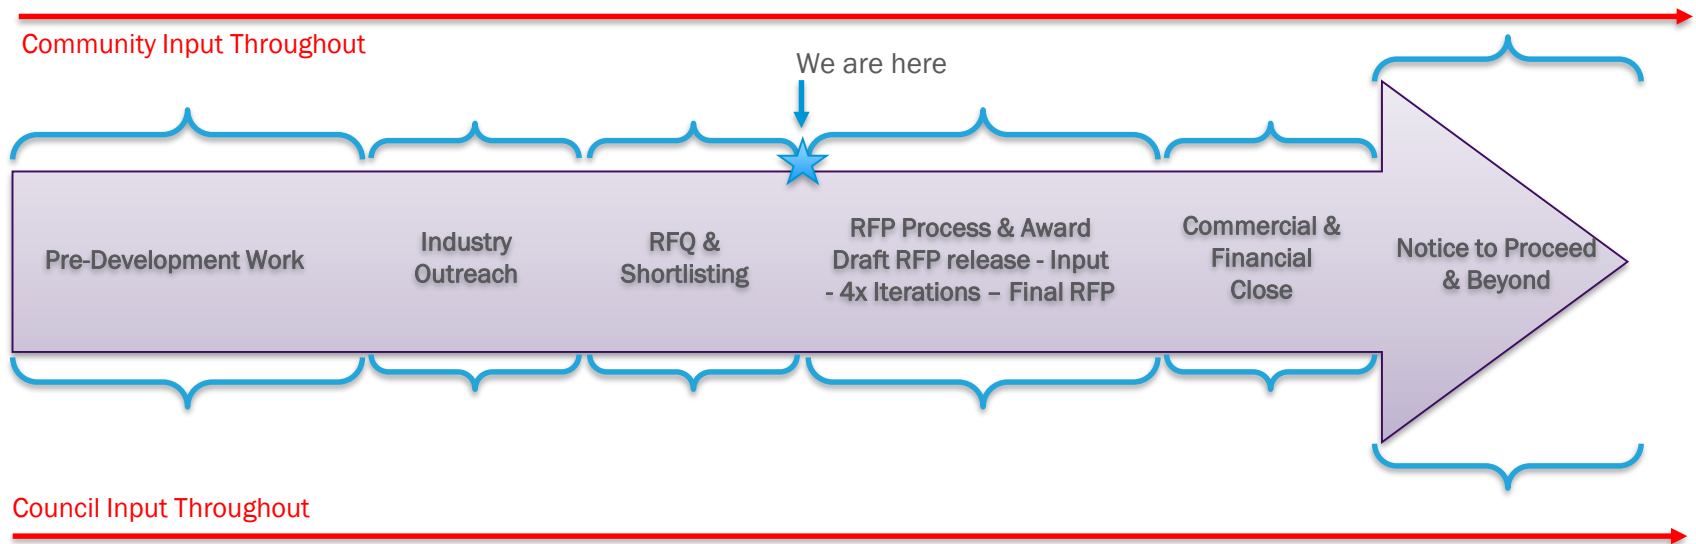 Community Input Throughout
We are here
Pre-Development Work
Industry
Outreach
RFQ &
Shortlisting
RFP Process & Award
Draft RFP release - Input
- 4x Iterations – Final RFP
Commercial &
Financial
Close
Notice to Proceed
& Beyond
Council Input Throughout